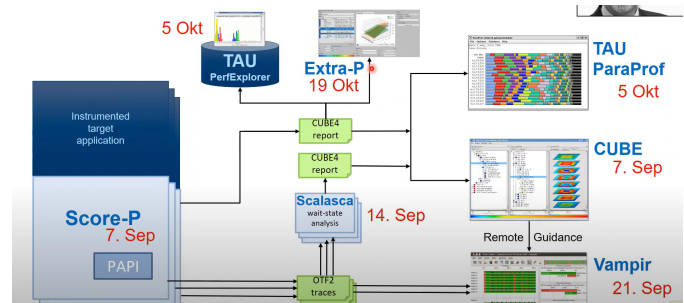 5 Okt
TAU
PerfExplorer
Extra-P
19 Okt
TAU
ParaProf
5 Okt
Instrumented
target
application
CUBE4
report
CUBE4
report
CUBE
7. Sep
Score-P
7. Sep
PAPI
Scalasca
wait-state
analysis
14. Sep
Remote Guidance
OTF2
traces
Vampir
21. Sep